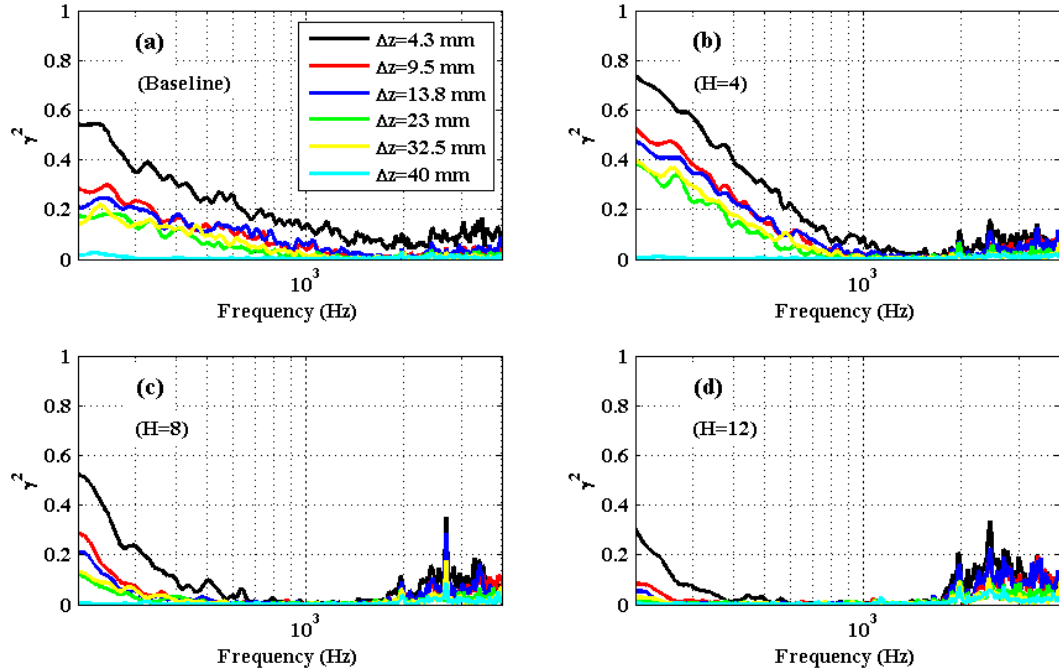 1
0.8
0.6
0.4
0.2
0
γ²
(a)
(Baseline)
Δz=4.3 mm
Δz=9.5 mm
Δz=13.8 mm
Δz=23 mm
Δz=32.5 mm
Δz=40 mm
10³
Frequency (Hz)
1
0.8
0.6
0.4
0.2
0
γ²
(b)
(H=4)
10³
Frequency (Hz)
1
0.8
0.6
0.4
0.2
0
γ²
(c)
(H=8)
10³
Frequency (Hz)
1
0.8
0.6
0.4
0.2
0
γ²
(d)
(H=12)
10³
Frequency (Hz)